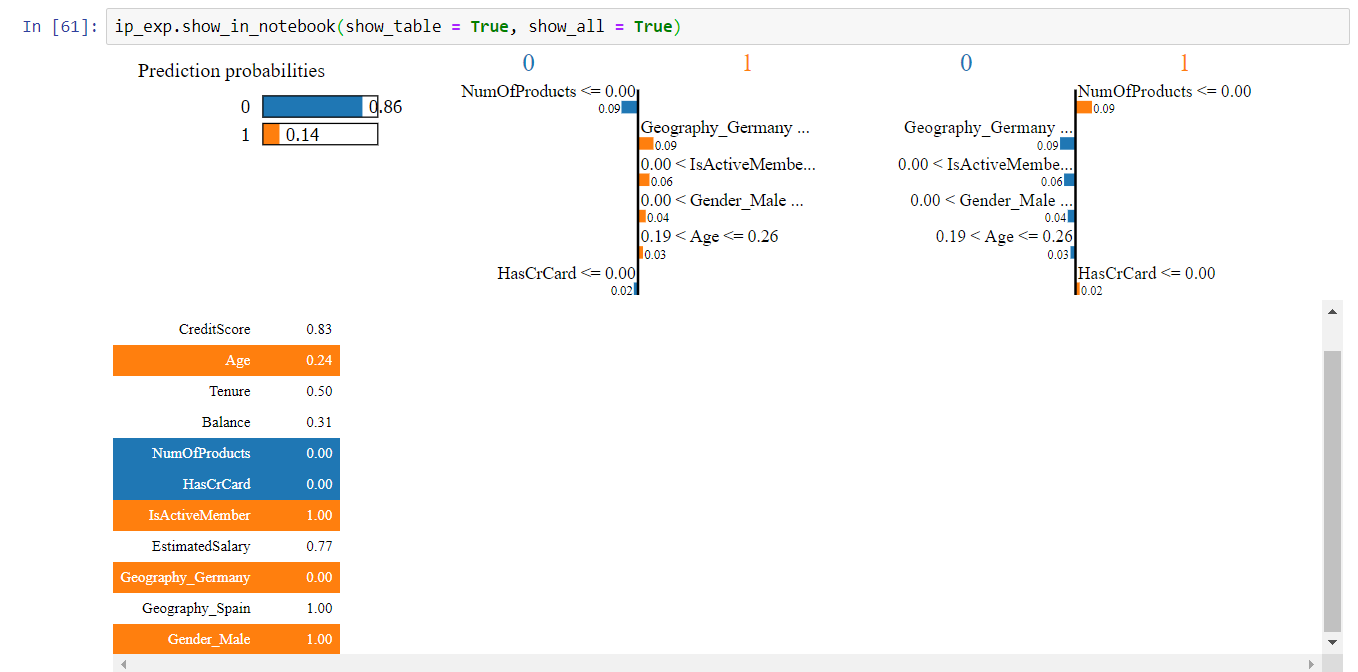 In [61]: ip_exp.show_in_notebook(show_table = True, show_all = True)
Prediction probabilities
0 0.86
1 0.14
0 1
NumOfProducts <= 0.00
0.09
Geography_Germany ...
0.09
0.00 < IsActiveMembe...
0.06
0.00 < Gender_Male ...
0.04
0.19 < Age <= 0.26
0.03
HasCrCard <= 0.00
0.02
0 1
NumOfProducts <= 0.00
0.09
Geography_Germany ...
0.09
0.00 < IsActiveMembe...
0.06
0.00 < Gender_Male ...
0.04
0.19 < Age <= 0.26
0.03
HasCrCard <= 0.00
0.02
CreditScore 0.83
Age 0.24
Tenure 0.50
Balance 0.31
NumOfProducts 0.00
HasCrCard 0.00
IsActiveMember 1.00
EstimatedSalary 0.77
Geography_Germany 0.00
Geography_Spain 1.00
Gender_Male 1.00